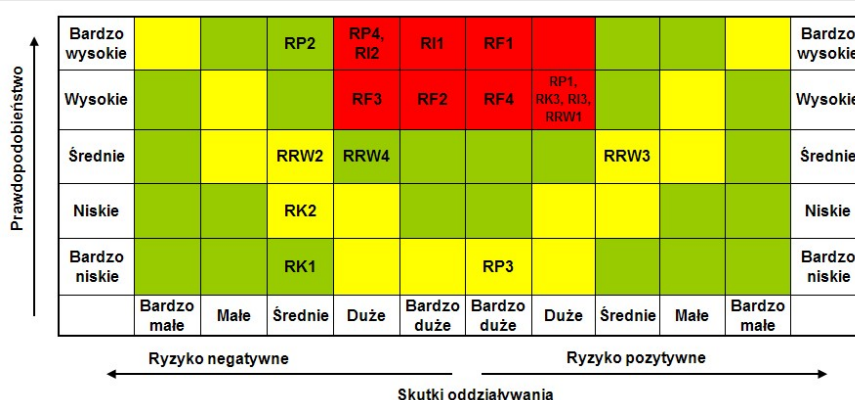 Prawdopodobieństwo
Bardzo wysokie RP2 RP4, RI2 RI1 RF1 Bardzo wysokie
Wysokie RF3 RF2 RF4 RP1, RK3, RI3, RRW1 Wysokie
Średnie RRW2 RRW4 RRW3 Średnie
Niskie RK2 Niskie
Bardzo niskie RK1 RP3 Bardzo niskie
Bardzo małe Małe Średnie Duże Bardzo duże Bardzo duże Duże Średnie Małe Bardzo małe
Ryzyko negatywne Ryzyko pozytywne
Skutki oddziaływania